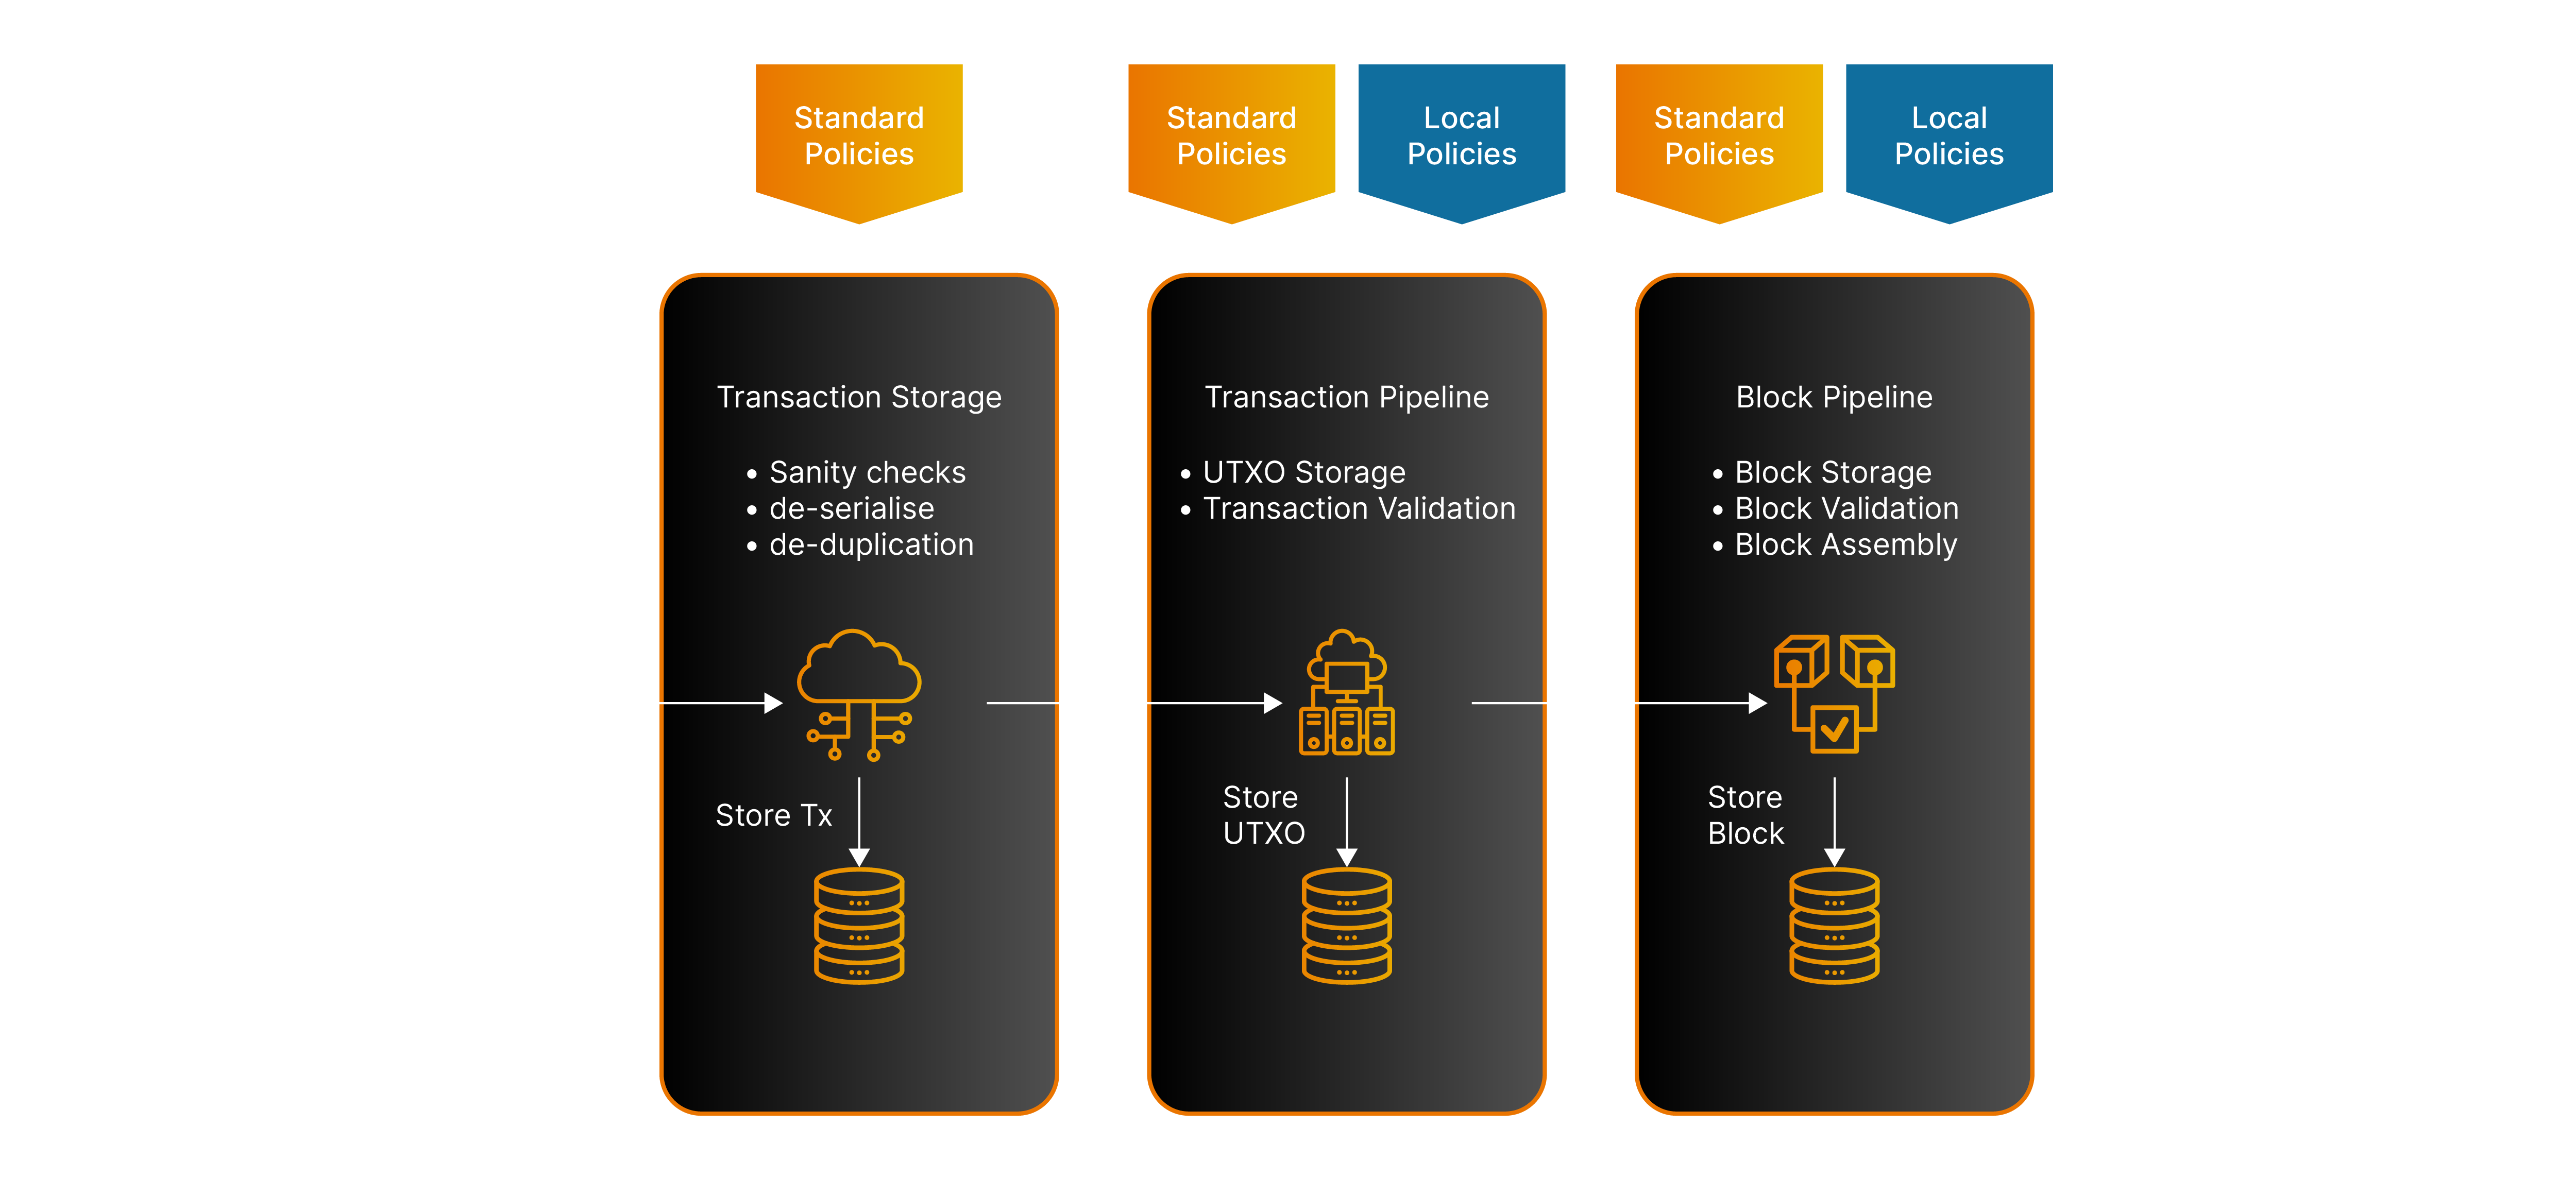 Standard
Policies
Standard
Policies
Local
Policies
Standard
Policies
Local
Policies
Transaction Storage
• Sanity checks
• de-serialise
• de-duplication
Store Tx
Transaction Pipeline
• UTXO Storage
• Transaction Validation
Store
UTXO
Block Pipeline
• Block Storage
• Block Validation
• Block Assembly
Store
Block